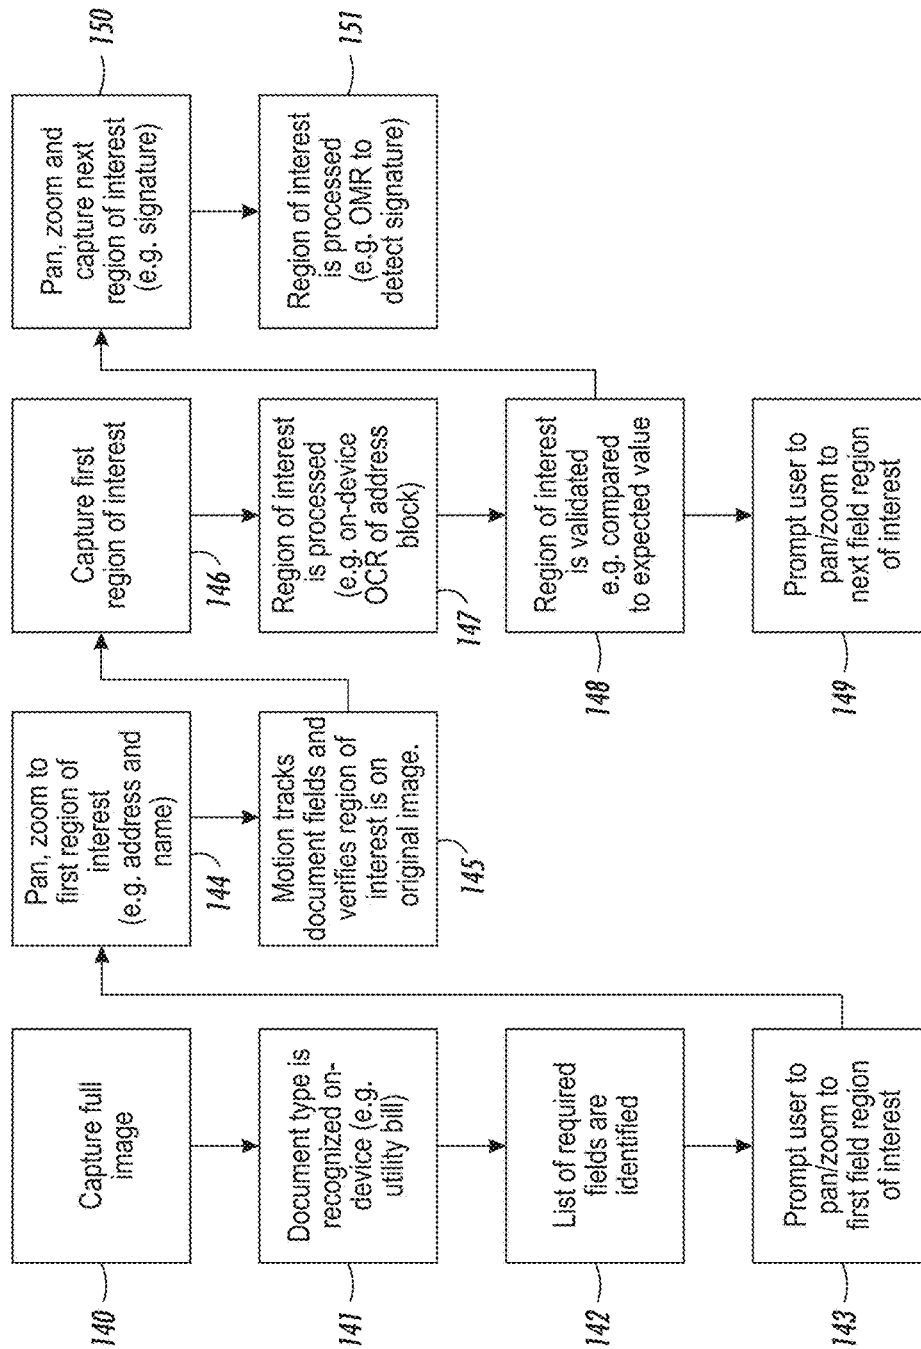 140
Capture full
image
141
Document type is
recognized on-
device (e.g.
utility bill)
142
List of required
fields are
identified
143
Prompt user to
pan/zoom to
first field region
of interest
Pan, zoom to
first region of
interest
(e.g. address and
name)
144
Motion tracks
document fields and
verifies region of
interest is on
original image.
145
Capture first
region of interest
146
Region of interest
is processed
(e.g. on-device
OCR of address
block)
147
Region of interest
is validated
e.g. compared
to expected value
148
Prompt user to
pan/zoom to
next field region
of interest
149
Pan, zoom and
capture next
region of interest
(e.g. signature)
150
Region of interest
is processed
(e.g. OMR to
detect signature)
151